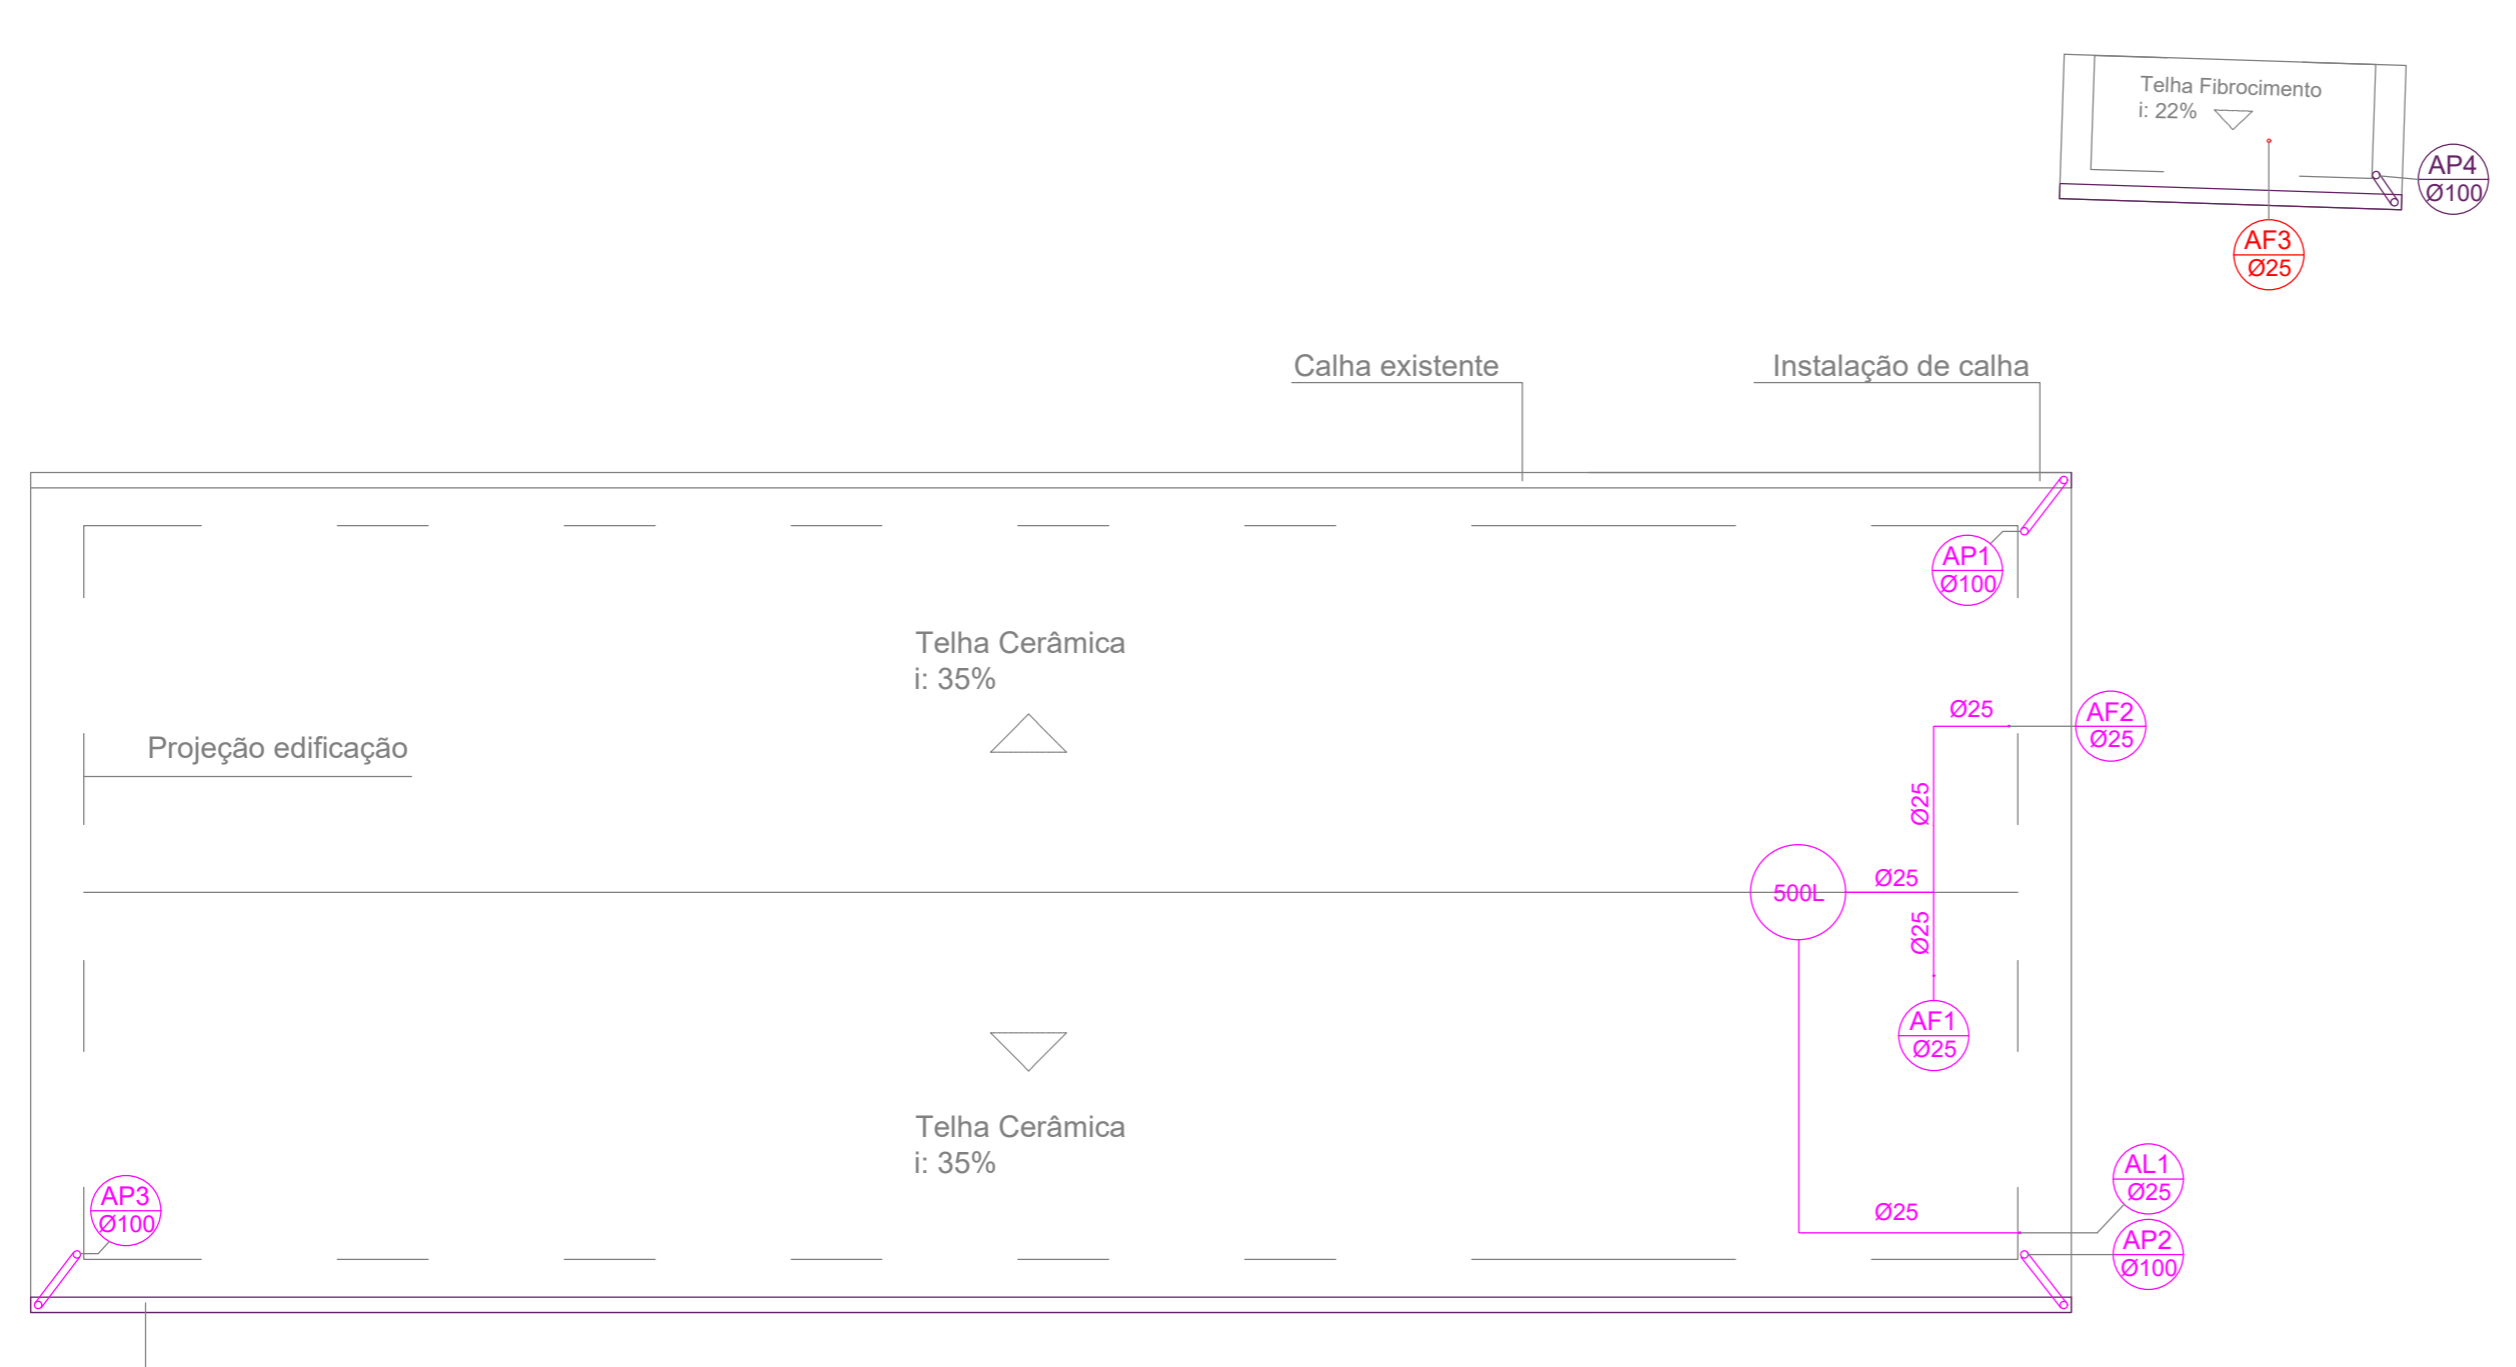 Telha Fibrocimento
i: 22%
AP4
Ø100
AF3
Ø25
Calha existente
Instalação de calha
AP1
Ø100
Telha Cerâmica
i: 35%
Ø25
AF2
Ø25
Projeção edificação
Ø25
Ø25
500L
Ø25
AF1
Ø25
Telha Cerâmica
i: 35%
AL1
Ø25
AP3
Ø100
Ø25
AP2
Ø100